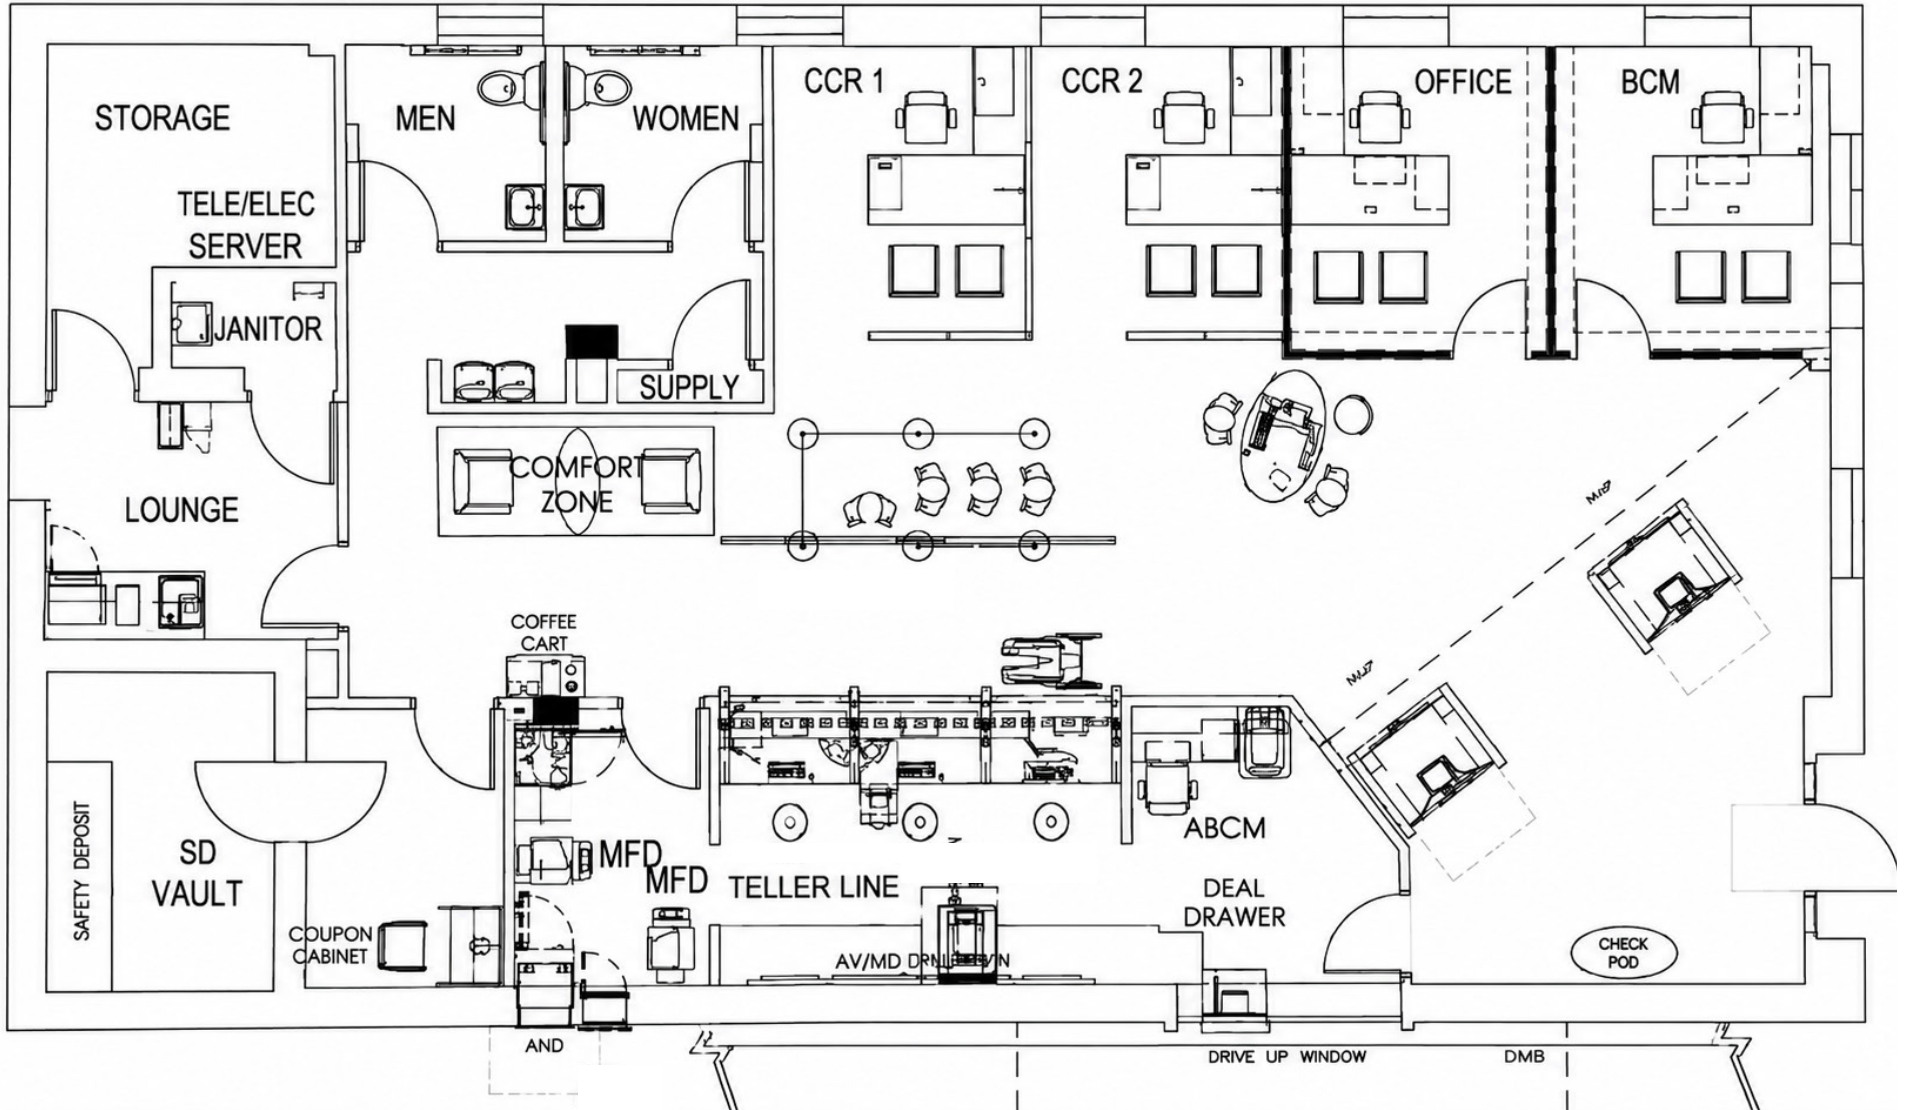 STORAGE
MEN
WOMEN
CCR 1
CCR 2
OFFICE
BCM
TELE/ELEC
SERVER
JANITOR
SUPPLY
COMFORT
ZONE
LOUNGE
COFFEE
CART
SAFETY DEPOSIT
SD
VAULT
COUPON
CABINET
MFD
MFD
TELLER LINE
ABCM
DEAL
DRAWER
AV/MD
CHECK
POD
AND
DRIVE UP WINDOW
DMB